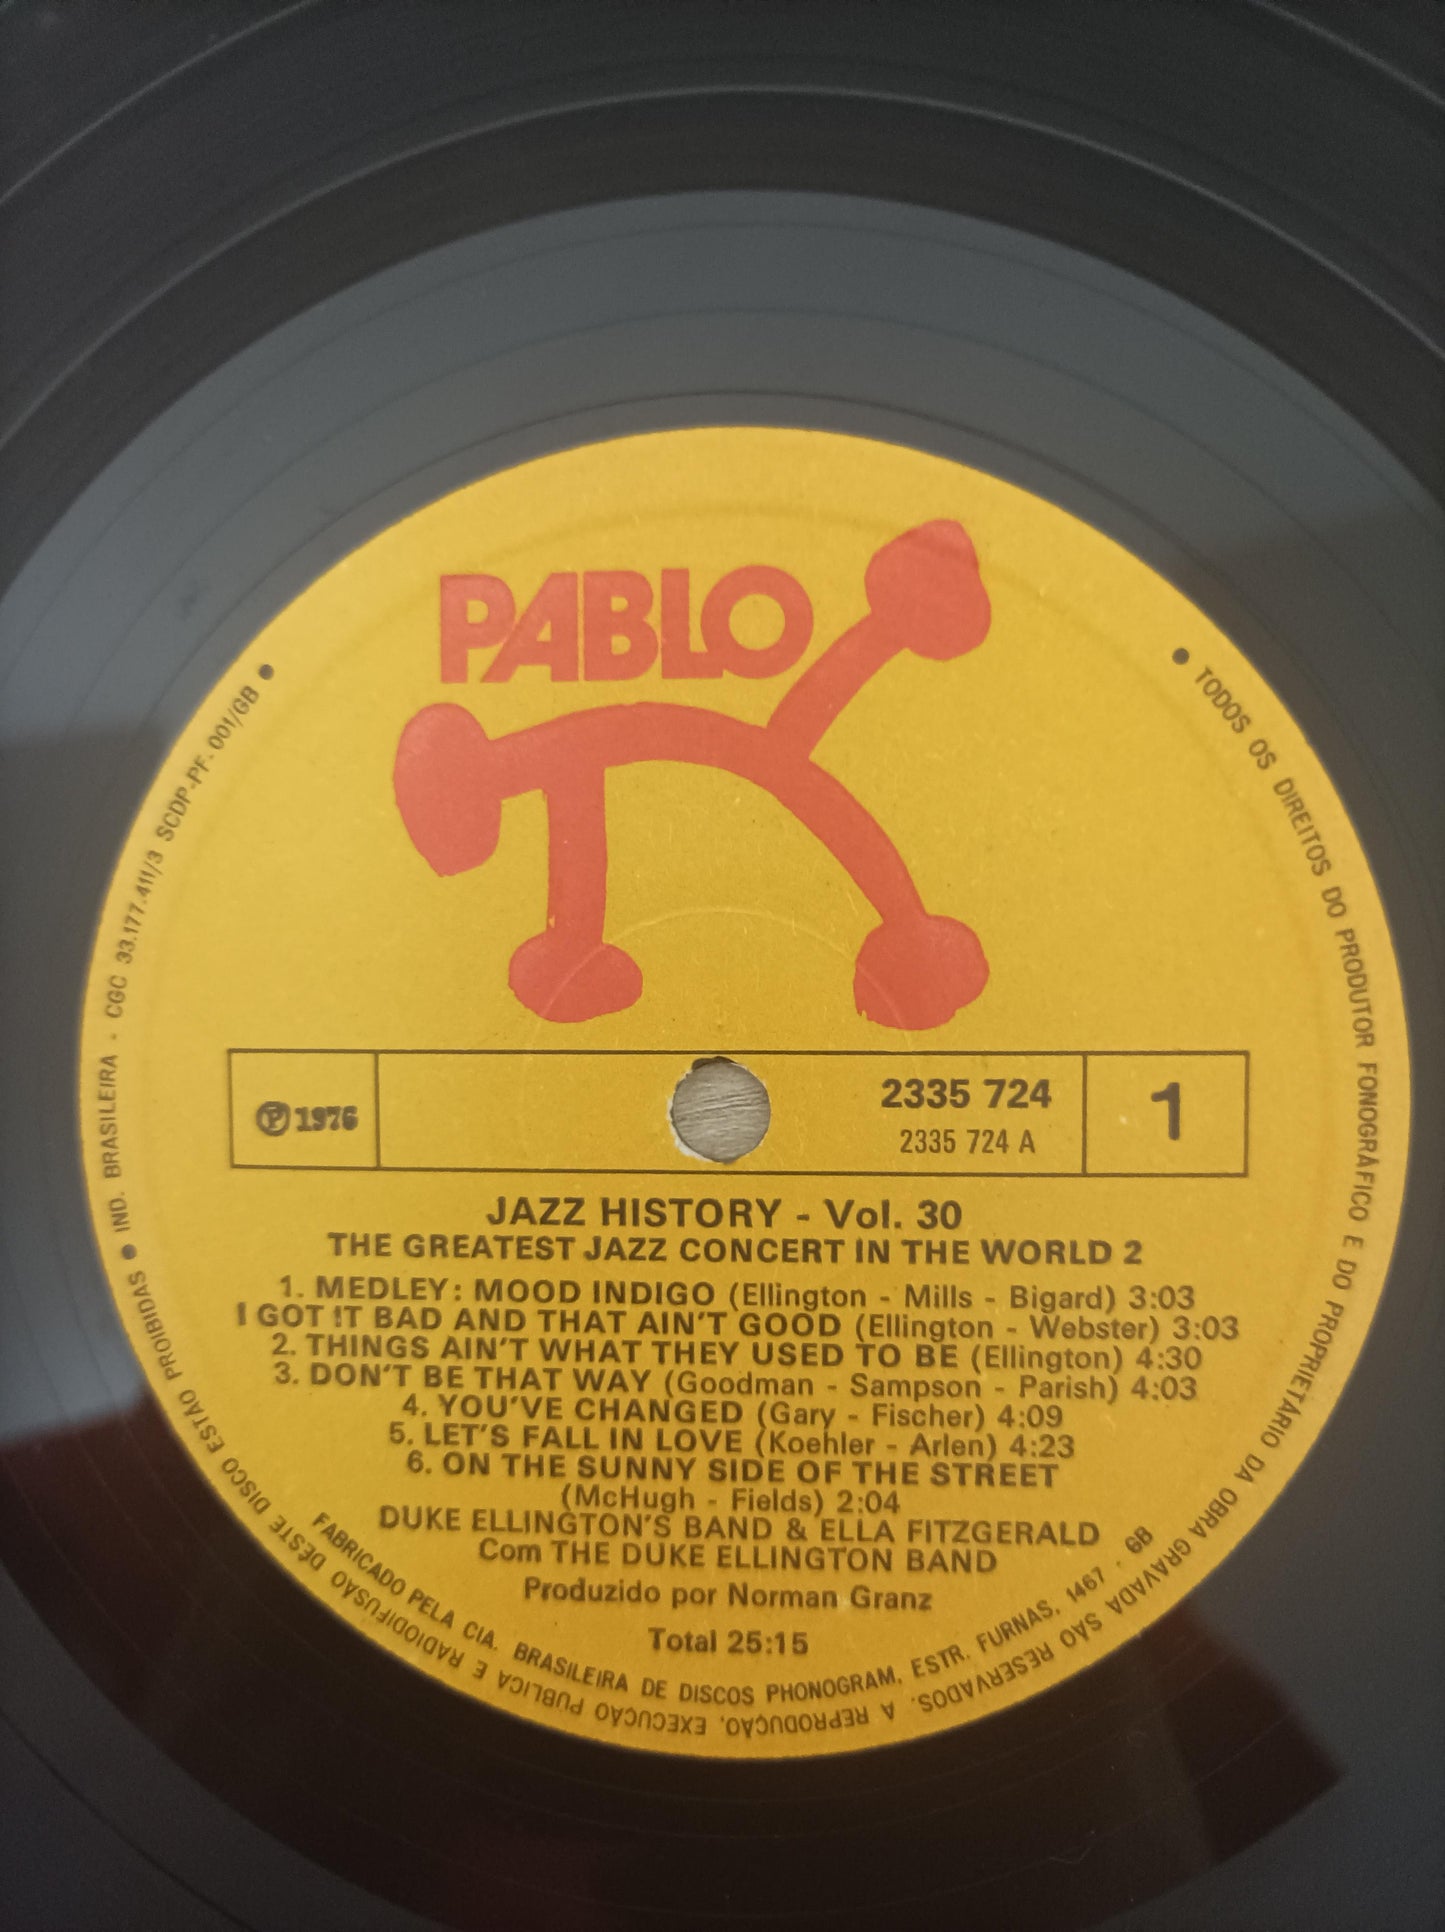 PABLO
Ⓟ1976
2335 724
2335 724 A
1
JAZZ HISTORY - Vol. 30
THE GREATEST JAZZ CONCERT IN THE WORLD 2
1. MEDLEY: MOOD INDIGO (Ellington - Mills - Bigard) 3:03
I GOT IT BAD AND THAT AIN'T GOOD (Ellington - Webster) 3:03
2. THINGS AIN'T WHAT THEY USED TO BE (Ellington) 4:30
3. DON'T BE THAT WAY (Goodman - Sampson - Parish) 4:03
4. YOU'VE CHANGED (Gary - Fischer) 4:09
5. LET'S FALL IN LOVE (Koehler - Arlen) 4:23
6. ON THE SUNNY SIDE OF THE STREET
(McHugh - Fields) 2:04
DUKE ELLINGTON'S BAND & ELLA FITZGERALD
Com THE DUKE ELLINGTON BAND
Produzido por Norman Granz
Total 25:15
FABRICADO PELA CIA. BRASILEIRA DE DISCOS PHONOGRAM. ESTR. FURNAS, 1467 · GB
● TODOS OS DIREITOS DO PRODUTOR FONOGRÁFICO E DO PROPRIETÁRIO DA OBRA GRAVADA SÃO RESERVADOS. A REPRODUÇÃO, EXECUÇÃO PÚBLICA E RADIODIFUSÃO DESTE DISCO ESTÃO PROIBIDAS ● IND. BRASILEIRA - CGC 33.177.411/3 SCDP-PF. 001/GB ●